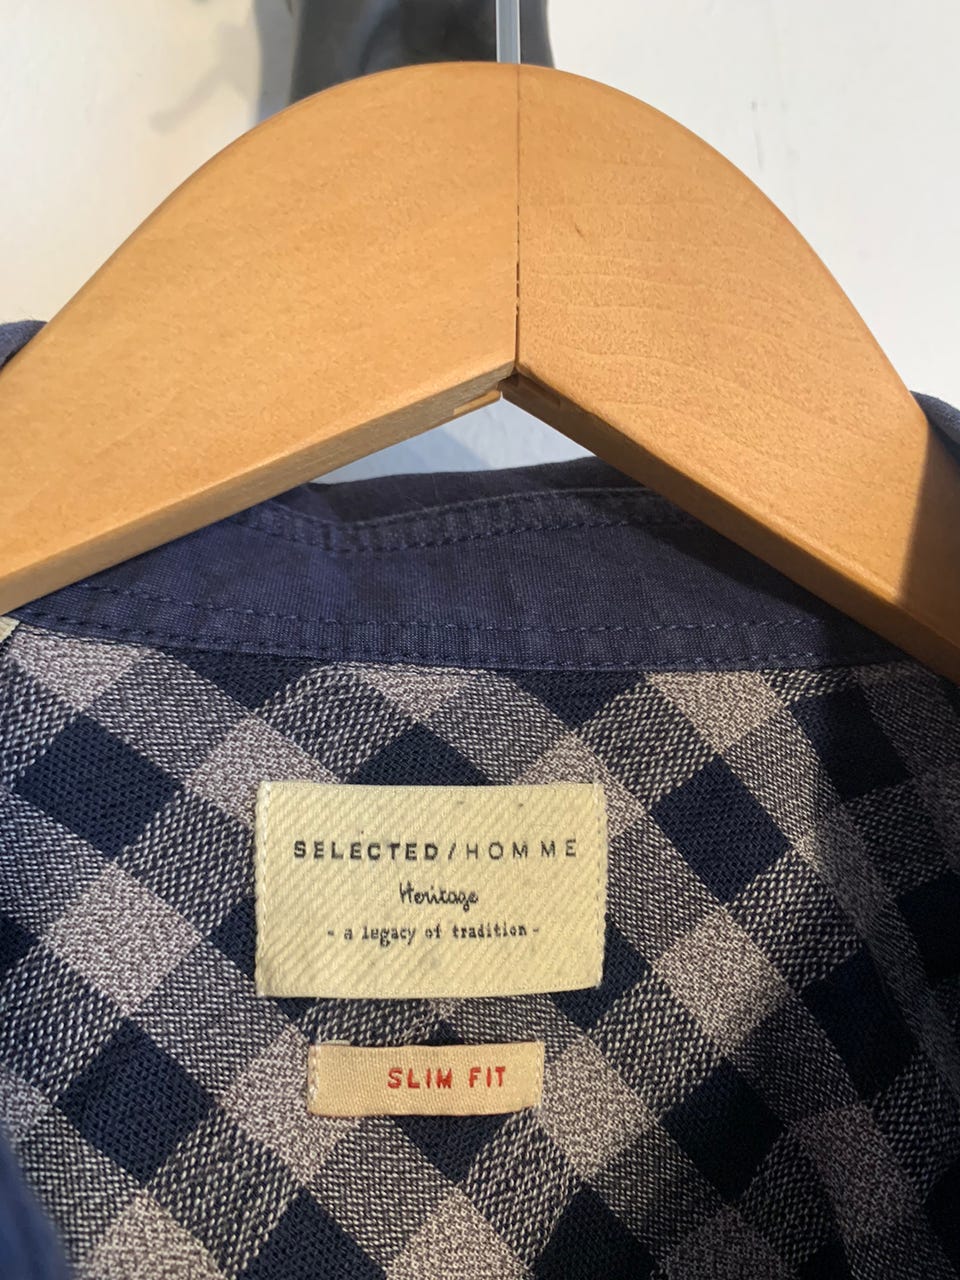 SELECTED/HOMME
Heritage
- a legacy of tradition -
SLIM FIT